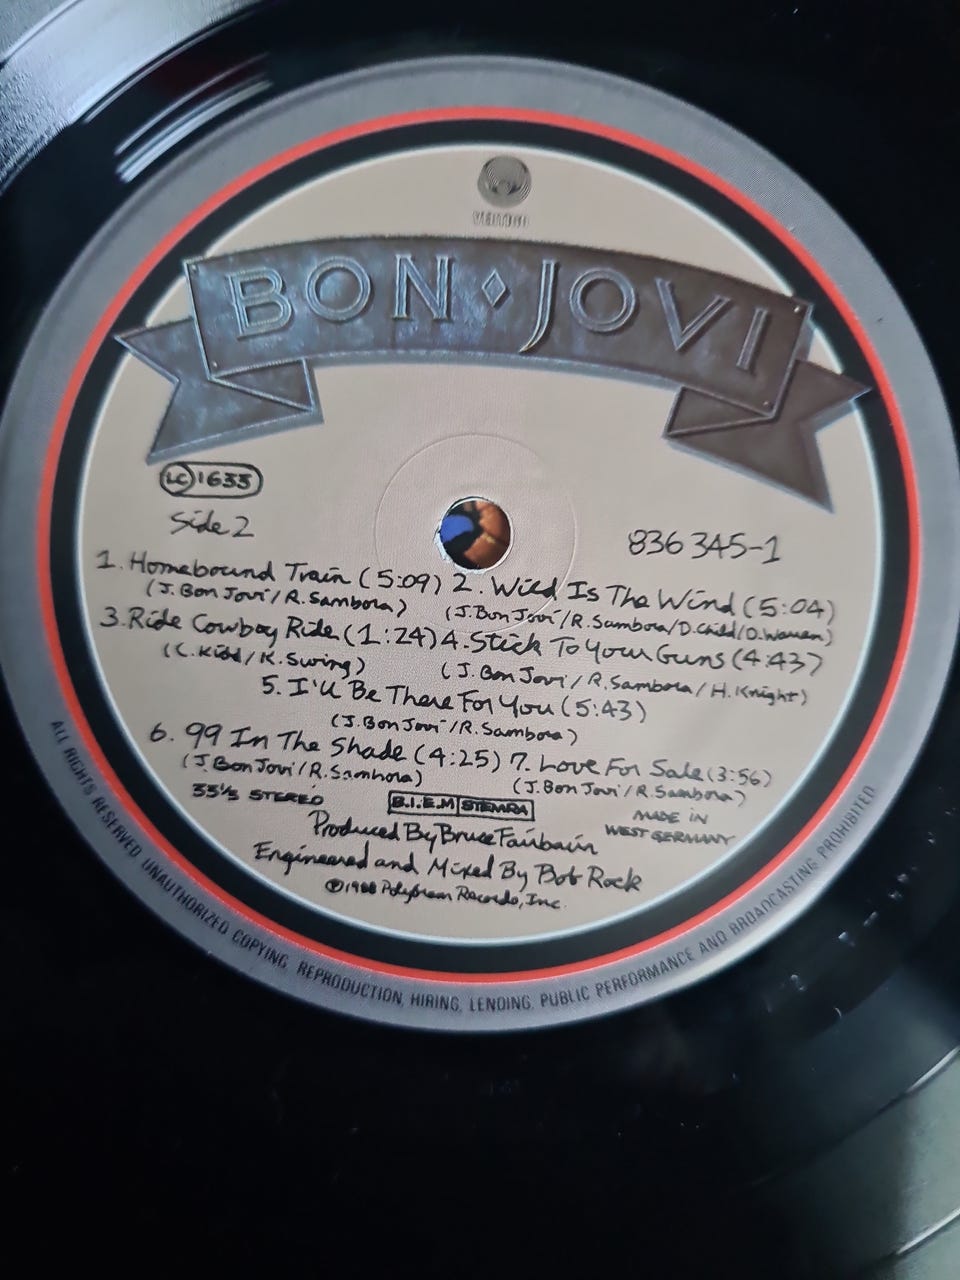 VERTIGO
BON JOVI
LC 1633
Side 2
836 345-1
1. Homebound Train (5:09) 2. Wild Is The Wind (5:04)
(J. Bon Jovi/R. Sambora) (J. Bon Jovi/R. Sambora/D. Child/D. Warren)
3. Ride Cowboy Ride (1:24) 4. Stick To Your Guns (4:43)
(C. Kidd/K. Swing) (J. Bon Jovi/R. Sambora/H. Knight)
5. I'll Be There For You (5:43)
(J. Bon Jovi/R. Sambora)
6. 99 In The Shade (4:25) 7. Love For Sale (3:56)
(J. Bon Jovi/R. Sambora) (J. Bon Jovi/R. Sambora)
33⅓ STEREO
B.I.E.M STEMRA
MADE IN
WEST GERMANY
Produced By Bruce Fairbairn
Engineered and Mixed By Bob Rock
℗1988 Polygram Records, Inc.
ALL RIGHTS RESERVED UNAUTHORIZED COPYING, REPRODUCTION, HIRING, LENDING, PUBLIC PERFORMANCE AND BROADCASTING PROHIBITED